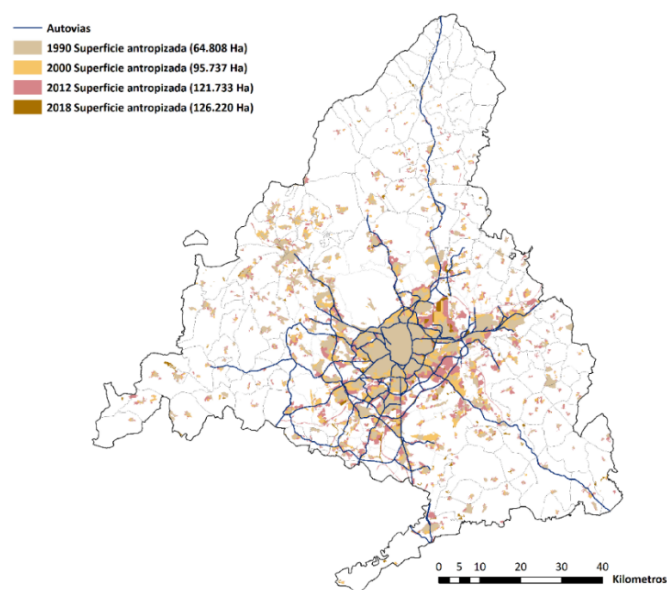 Autovias
1990 Superficie antropizada (64.808 Ha)
2000 Superficie antropizada (95.737 Ha)
2012 Superficie antropizada (121.733 Ha)
2018 Superficie antropizada (126.220 Ha)
0 5 10 20 30 40
Kilometros